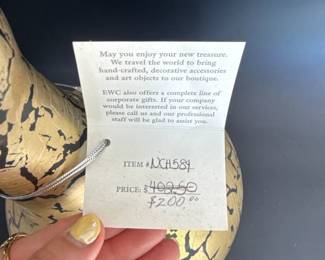 May you enjoy your new treasure.
We travel the world to bring
hand-crafted, decorative accessories
and art objects to our boutique.
EWC also offers a complete line of
corporate gifts. If your company
would be interested in our services,
please call us and our professional
staff will be glad to assist you.
ITEM # NCH584
PRICE: $ 409.50
$200.00